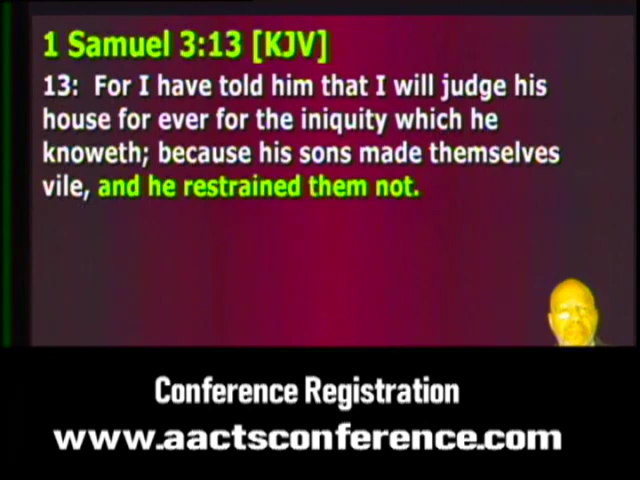 1 Samuel 3:13 [KJV]
13: For I have told him that I will judge his
house for ever for the iniquity which he
knoweth; because his sons made themselves
vile, and he restrained them not.
Conference Registration
www.aactsconference.com